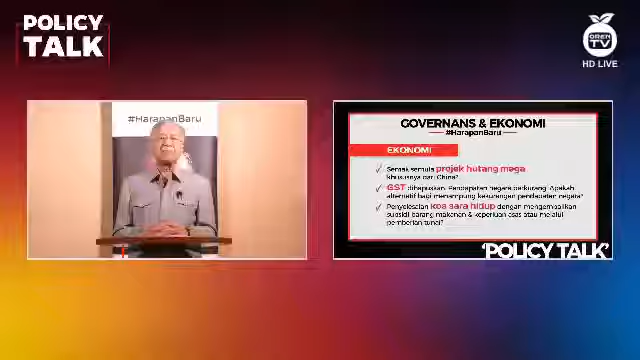 POLICY
TALK
OREN
TV
HD LIVE
#HarapanBaru
GOVERNANS & EKONOMI
#HarapanBaru
EKONOMI
✓ Semak semula projek hutang mega
khususnya dari China?
✓ GST dihapuskan. Pendapatan negara berkurang. Apakah
alternatif bagi menampung kekurangan pendapatan negara?
✓ Penyelesaian kos sara hidup dengan mengembalikan
subsidi barang makanan & keperluan asas atau melalui
pemberian tunai?
'POLICY TALK'